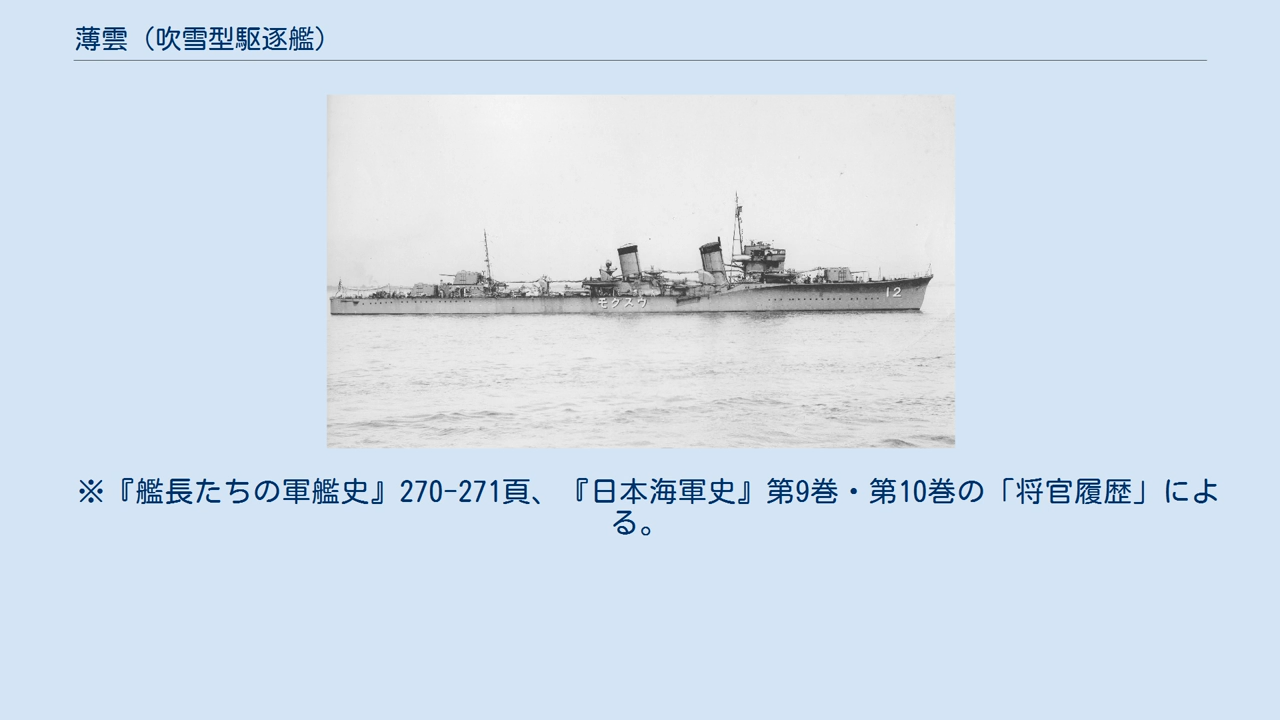 薄雲（吹雪型駆逐艦）
モクスウ
12
※『艦長たちの軍艦史』270-271頁、『日本海軍史』第9巻・第10巻の「将官履歴」によ
る。